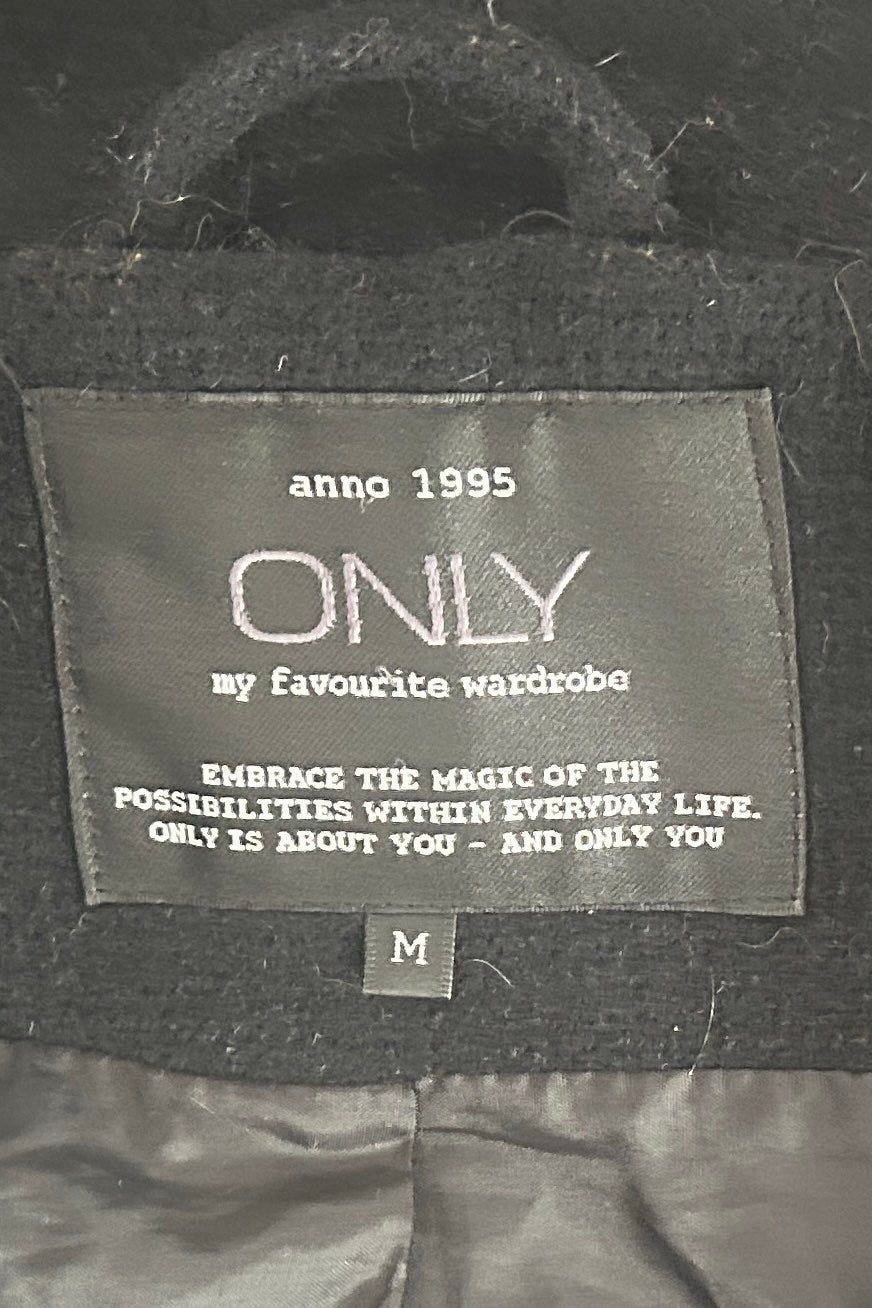 anno 1995
ONLY
my favourite wardrobe
EMBRACE THE MAGIC OF THE
POSSIBILITIES WITHIN EVERYDAY LIFE.
ONLY IS ABOUT YOU - AND ONLY YOU
M